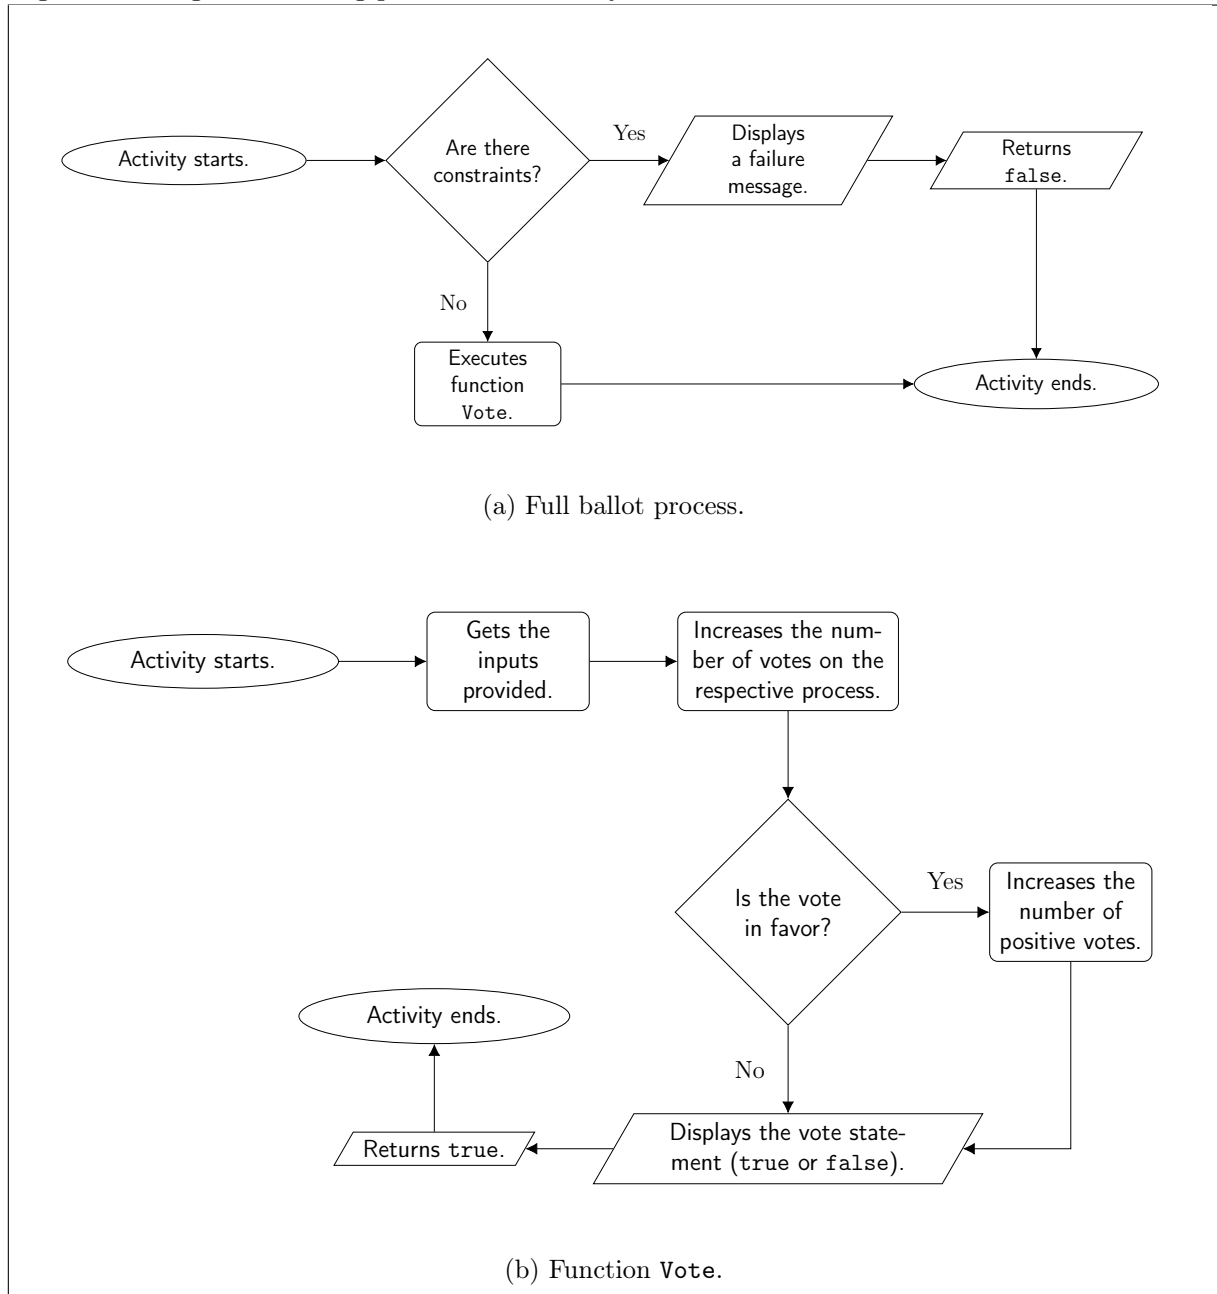 Activity starts.
Are there
constraints?
Yes
Displays
a failure
message.
Returns
false.
No
Executes
function
Vote.
Activity ends.
(a) Full ballot process.
Activity starts.
Gets the
inputs
provided.
Increases the num-
ber of votes on the
respective process.
Is the vote
in favor?
Yes
Increases the
number of
positive votes.
No
Displays the vote state-
ment (true or false).
Returns true.
Activity ends.
(b) Function Vote.